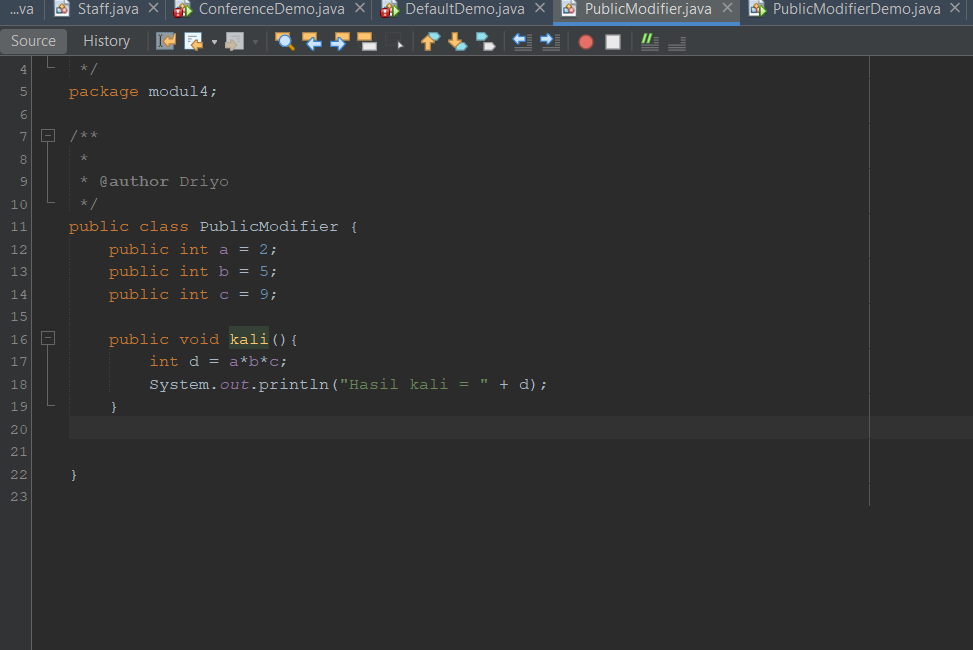 ...va Staff.java ConferenceDemo.java DefaultDemo.java PublicModifier.java PublicModifierDemo.java
Source History
4 */
5 package modul4;
6
7 /**
8 *
9 * @author Driyo
10 */
11 public class PublicModifier {
12 public int a = 2;
13 public int b = 5;
14 public int c = 9;
15
16 public void kali(){
17 int d = a*b*c;
18 System.out.println("Hasil kali = " + d);
19 }
20
21
22 }
23